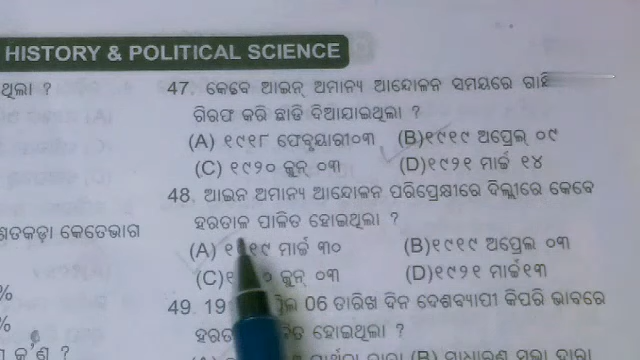 HISTORY & POLITICAL SCIENCE
ଥିଲା ?
47. କେବେ ଆଇନ୍ ଅମାନ୍ୟ ଆନ୍ଦୋଳନ ସମୟରେ
ଗିରଫ କରି ଛାଡି ଦିଆଯାଇଥିଲା ?
(A) ୧୯୧୮ ଫେବୃୟାରୀ୦୩ (B)୧୯୧୯ ଅପ୍ରେଲ୍ ୦୯
(C) ୧୯୨୦ ଜୁନ୍ ୦୩ (D)୧୯୨୧ ମାର୍ଚ୍ଚ ୧୪
48. ଆଇନ ଅମାନ୍ୟ ଆନ୍ଦୋଳନ ପରିପ୍ରେକ୍ଷୀରେ ଦିଲ୍ଲୀରେ କେବେ
ହରତାଳ ପାଳିତ ହୋଇଥିଲା ?
ଶତକଡ଼ା କେତେଭାଗ
(A) ମାର୍ଚ୍ଚ ୩୦ (B)୧୯୧୯ ଅପ୍ରେଲ ୦୩
(C) ଜୁନ୍ ୦୩ (D)୧୯୨୧ ମାର୍ଚ୍ଚ୧୩
%
49. 06 ତାରିଖ ଦିନ ଦେଶବ୍ୟାପୀ କିପରି ଭାବରେ
%
ହୋଇଥିଲା ?
କ'ଣ ?